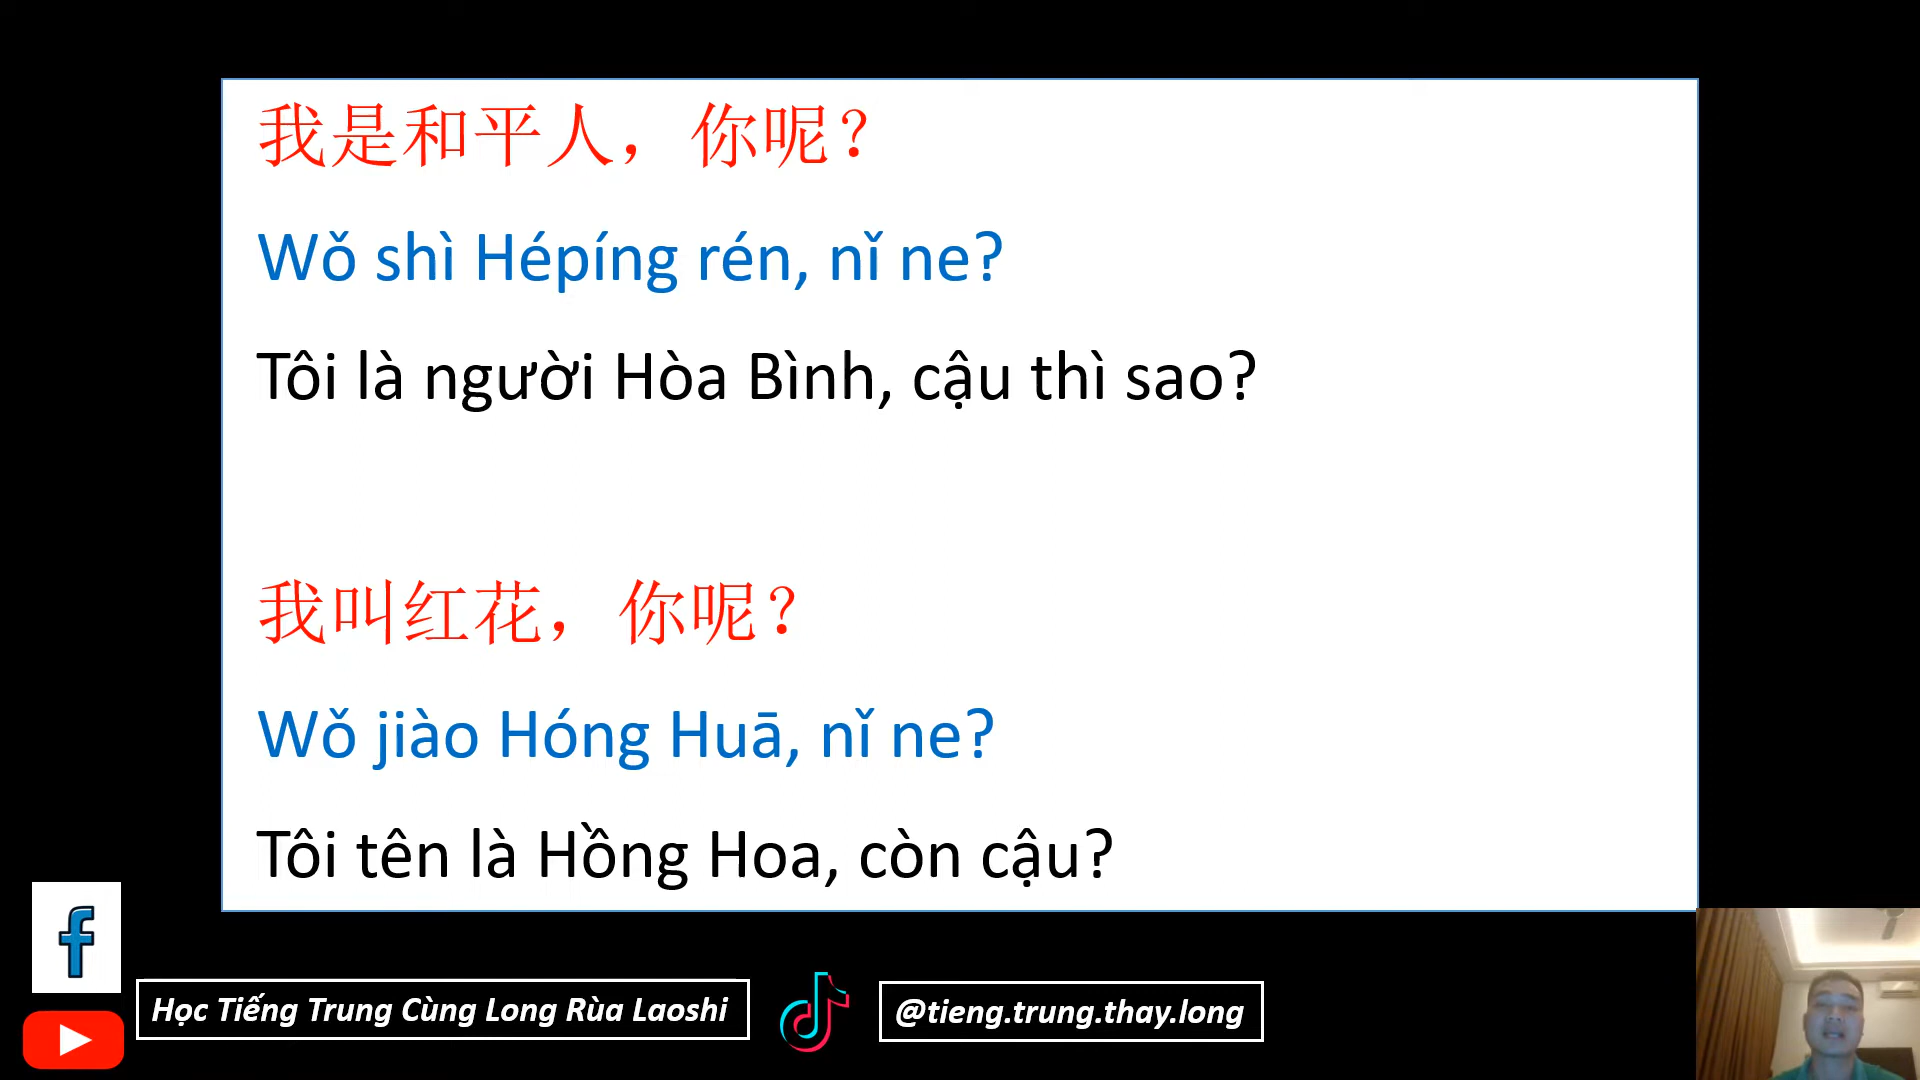 我是和平人，你呢？
Wǒ shì Hépíng rén, nǐ ne?
Tôi là người Hòa Bình, cậu thì sao?
我叫红花，你呢？
Wǒ jiào Hóng Huā, nǐ ne?
Tôi tên là Hồng Hoa, còn cậu?
Học Tiếng Trung Cùng Long Rùa Laoshi
@tieng.trung.thay.long